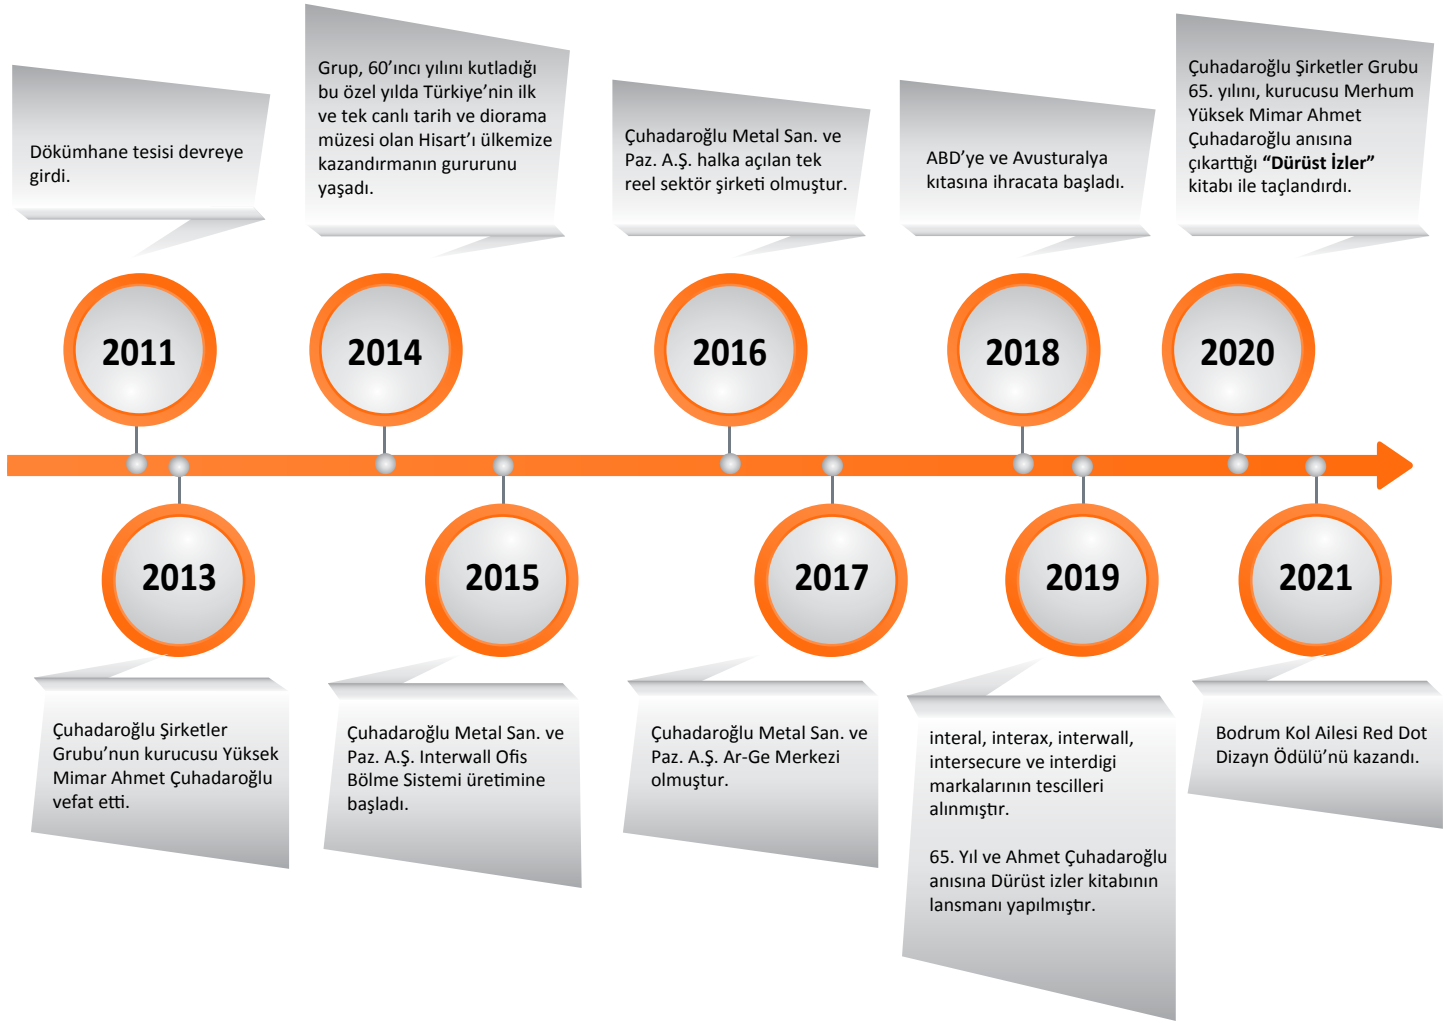 Dökümhane tesisi devreye
girdi.
Grup, 60’ıncı yılını kutladığı
bu özel yılda Türkiye’nin ilk
ve tek canlı tarih ve diorama
müzesi olan Hisart’ı ülkemize
kazandırmanın gururunu
yaşadı.
Çuhadaroğlu Metal San. ve
Paz. A.Ş. halka açılan tek
reel sektör şirketi olmuştur.
ABD’ye ve Avusturalya
kıtasına ihracata başladı.
Çuhadaroğlu Şirketler Grubu
65. yılını, kurucusu Merhum
Yüksek Mimar Ahmet
Çuhadaroğlu anısına
çıkarttığı “Dürüst İzler”
kitabı ile taçlandırdı.
2011
2014
2016
2018
2020
2013
2015
2017
2019
2021
Çuhadaroğlu Şirketler
Grubu’nun kurucusu Yüksek
Mimar Ahmet Çuhadaroğlu
vefat etti.
Çuhadaroğlu Metal San. ve
Paz. A.Ş. Interwall Ofis
Bölme Sistemi üretimine
başladı.
Çuhadaroğlu Metal San. ve
Paz. A.Ş. Ar-Ge Merkezi
olmuştur.
interal, interax, interwall,
intersecure ve interdigi
markalarının tescilleri
alınmıştır.
65. Yıl ve Ahmet Çuhadaroğlu
anısına Dürüst izler kitabının
lansmanı yapılmıştır.
Bodrum Kol Ailesi Red Dot
Dizayn Ödülü’nü kazandı.